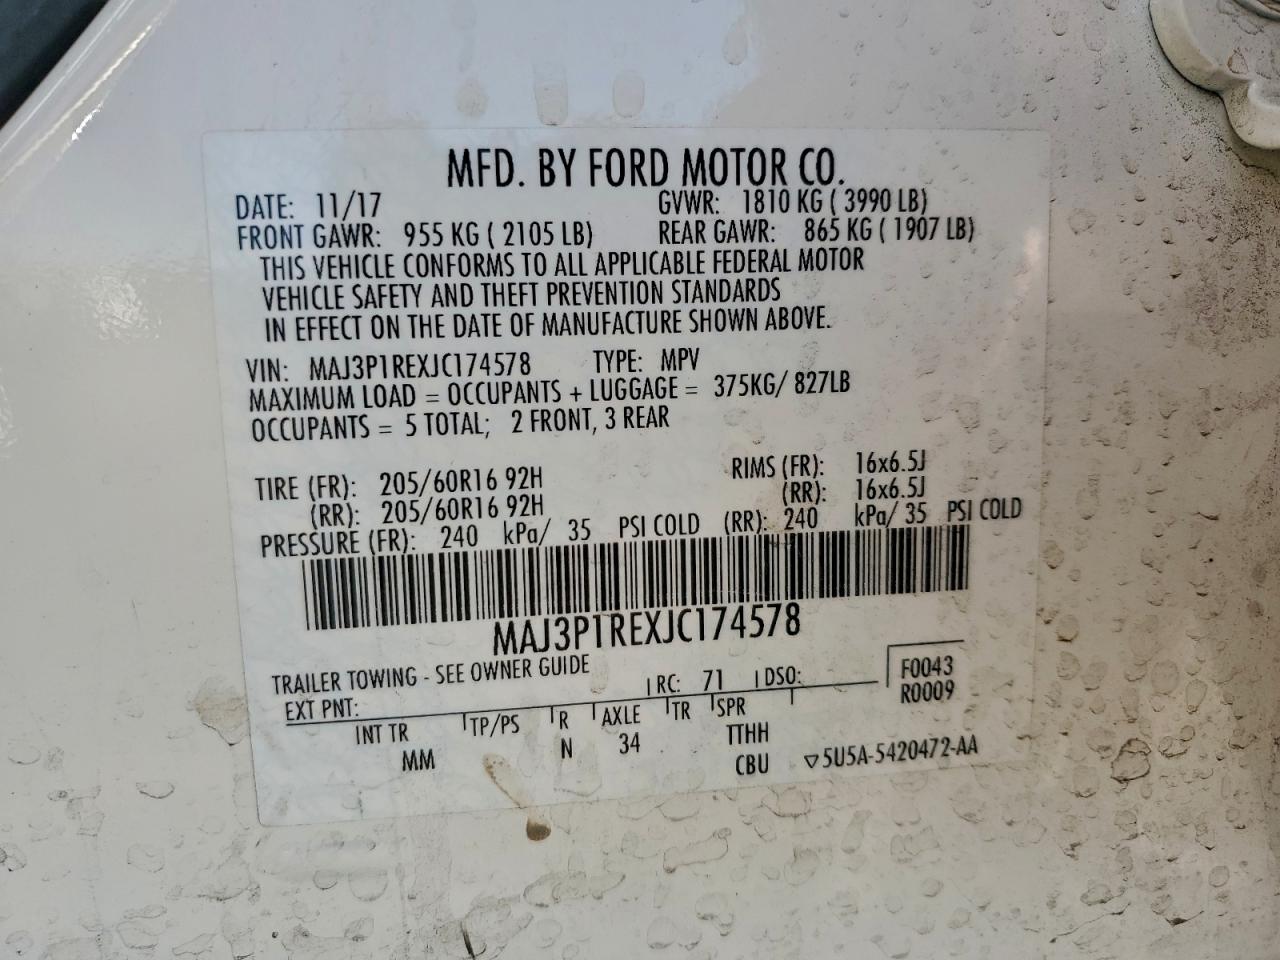 MFD. BY FORD MOTOR CO.
DATE: 11/17 GVWR: 1810 KG ( 3990 LB)
FRONT GAWR: 955 KG ( 2105 LB) REAR GAWR: 865 KG ( 1907 LB)
THIS VEHICLE CONFORMS TO ALL APPLICABLE FEDERAL MOTOR
VEHICLE SAFETY AND THEFT PREVENTION STANDARDS
IN EFFECT ON THE DATE OF MANUFACTURE SHOWN ABOVE.
VIN: MAJ3P1REXJC174578 TYPE: MPV
MAXIMUM LOAD = OCCUPANTS + LUGGAGE = 375KG/ 827LB
OCCUPANTS = 5 TOTAL; 2 FRONT, 3 REAR
TIRE (FR): 205/60R16 92H RIMS (FR): 16x6.5J
(RR): 205/60R16 92H (RR): 16x6.5J
PRESSURE (FR): 240 kPa/ 35 PSI COLD (RR): 240 kPa/ 35 PSI COLD
MAJ3P1REXJC174578
TRAILER TOWING - SEE OWNER GUIDE
EXT PNT: RC: 71 DSO: F0043
R0009
INT TR TP/PS R AXLE TR SPR
MM N 34 TTHH
CBU ▽5U5A-5420472-AA